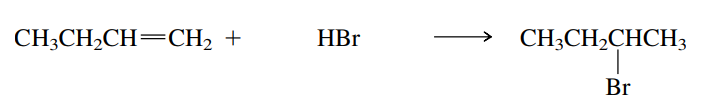 CH₃CH₂CH=CH₂ + HBr ⟶ CH₃CH₂CHCH₃
Br